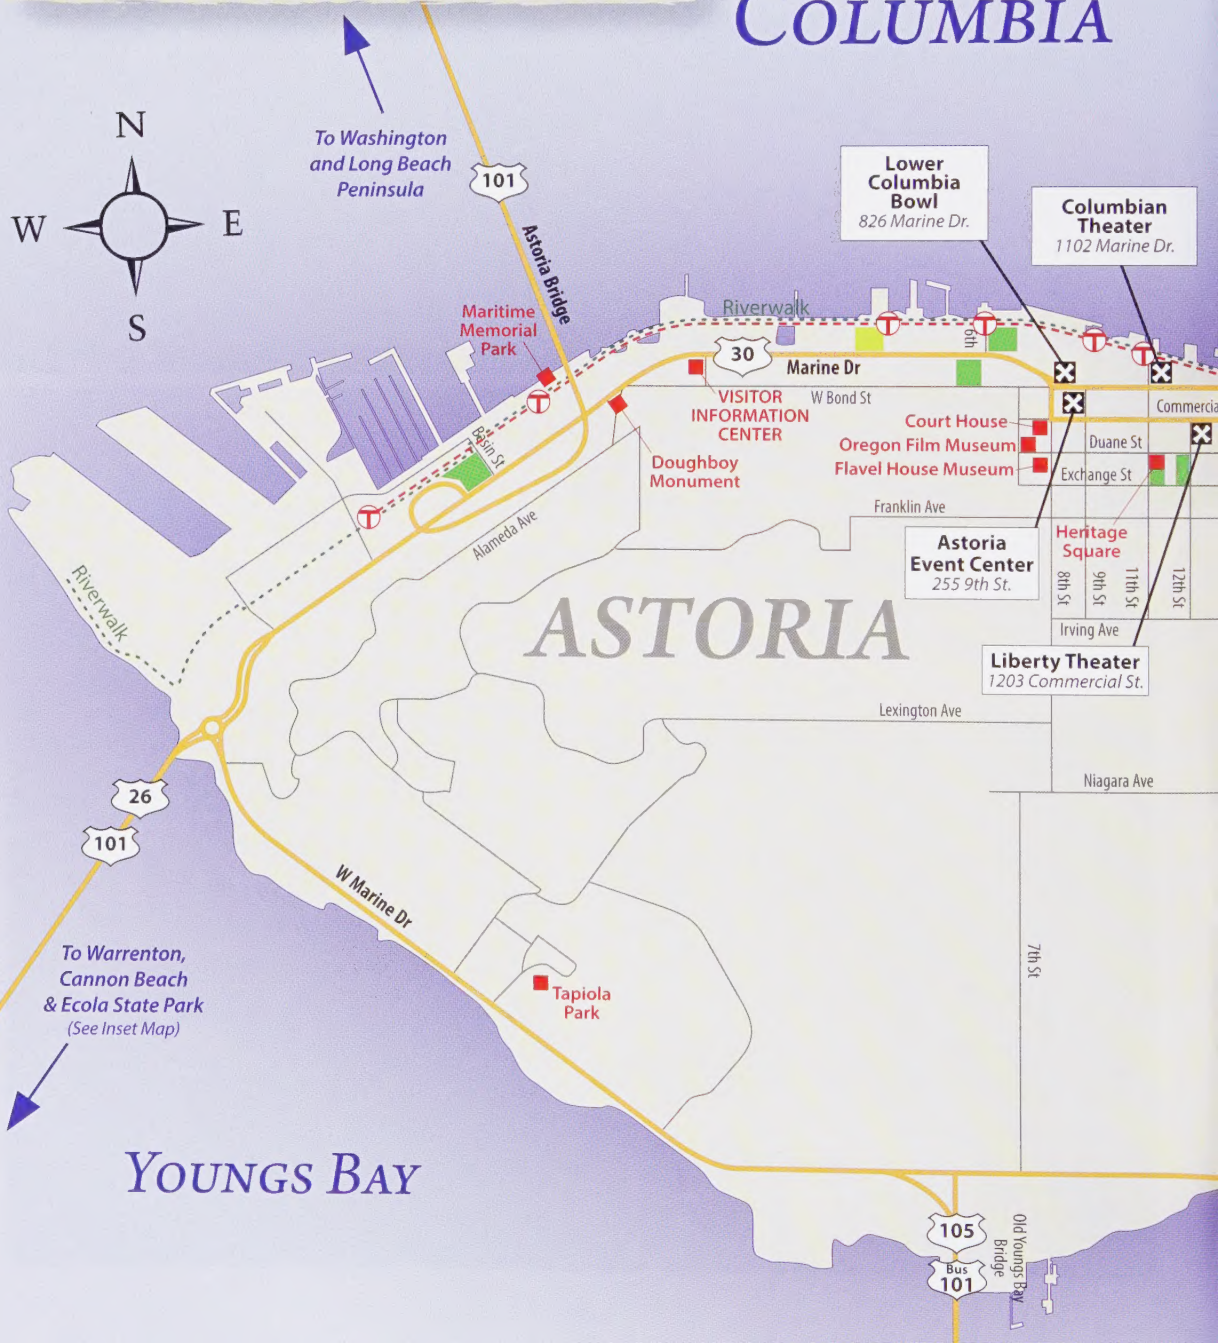 COLUMBIA
N
W
E
S
To Washington
and Long Beach
Peninsula
101
Astoria Bridge
Lower
Columbia
Bowl
826 Marine Dr.
Columbian
Theater
1102 Marine Dr.
Maritime
Memorial
Park
Riverwalk
T
T
T
T
6th
30
Marine Dr
VISITOR
INFORMATION
CENTER
W Bond St
Commercia
T
Basin St
Doughboy
Monument
Court House
Oregon Film Museum
Flavel House Museum
Duane St
Exchange St
T
Alameda Ave
Franklin Ave
Astoria
Event Center
255 9th St.
Heritage
Square
8th St
9th St
11th St
12th St
Riverwalk
ASTORIA
Irving Ave
Liberty Theater
1203 Commercial St.
Lexington Ave
Niagara Ave
26
101
W Marine Dr
7th St
To Warrenton,
Cannon Beach
& Ecola State Park
(See Inset Map)
Tapiola
Park
YOUNGS BAY
105
Bus
101
Old Youngs Bay
Bridge